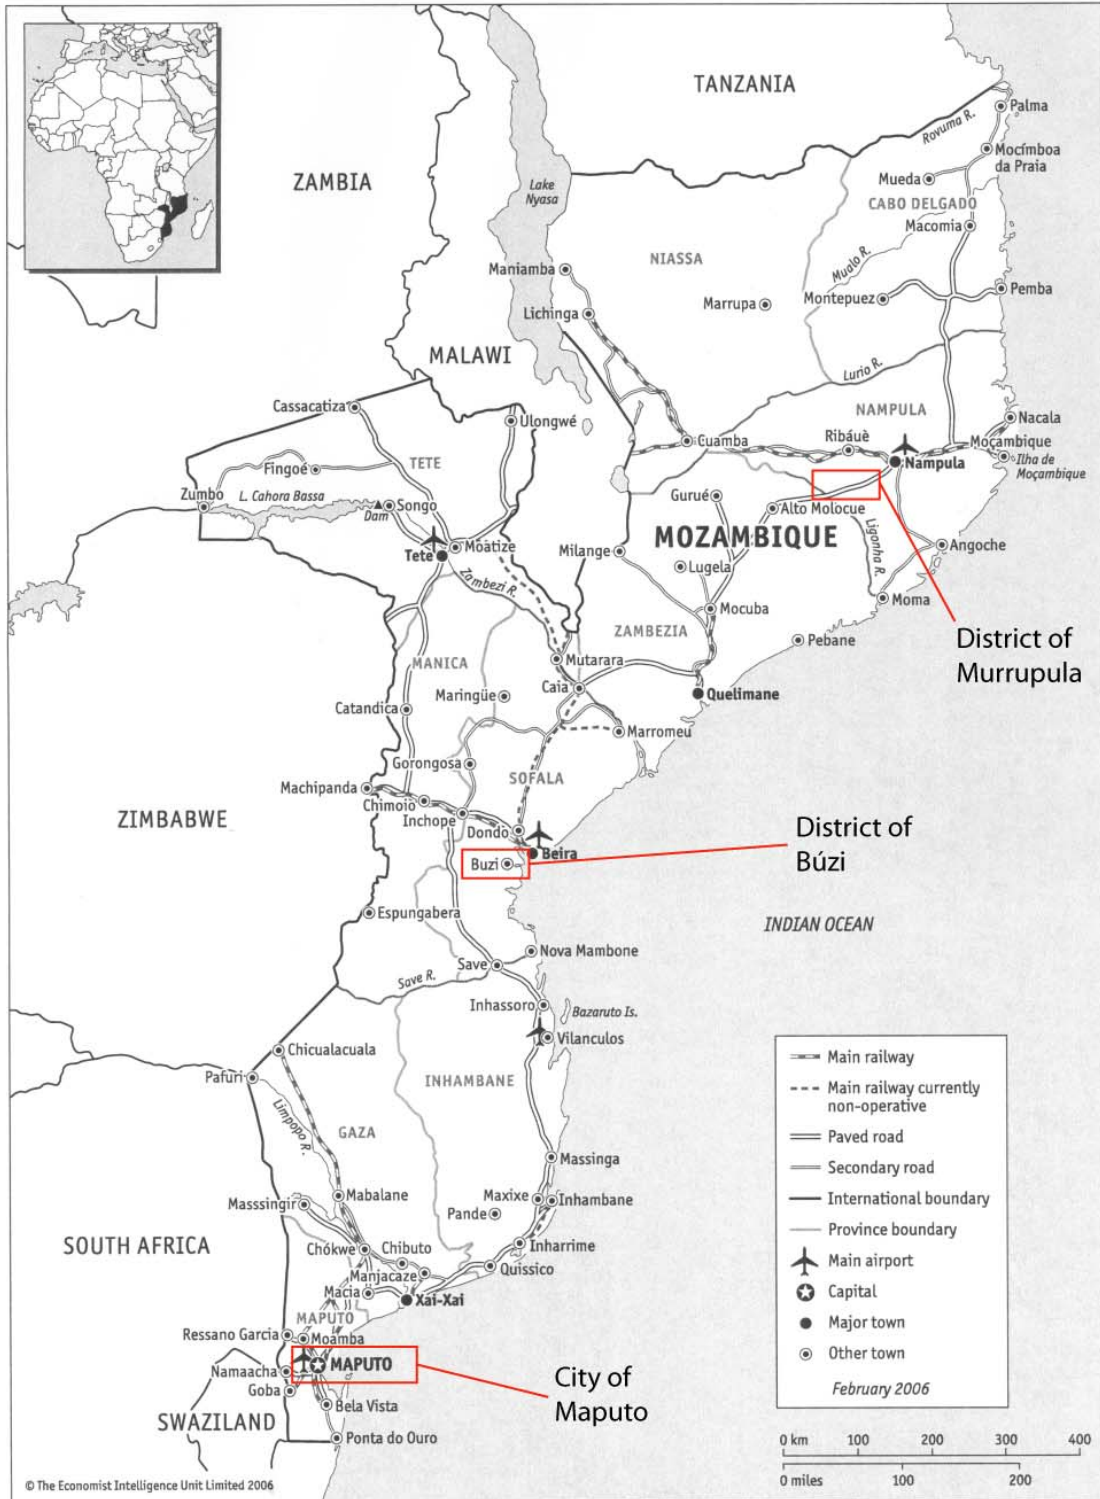 TANZANIA
Palma
Rovuma R.
Mocímboa
da Praia
ZAMBIA
Lake
Nyasa
Mueda
CABO DELGADO
Macomia
NIASSA
Mualo R.
Maniamba
Marrupa
Montepuez
Pemba
Lichinga
MALAWI
Lurio R.
Cassacatiza
NAMPULA
Ulongwé
Nacala
Cuamba
Ribáuè
Moçambique
TETE
Nampula
Ilha de
Moçambique
Fingoé
Zumbo
L. Cahora Bassa
Songo
Dam
Gurué
Alto Molocue
MOZAMBIQUE
Ligonha R.
Tete
Moatize
Milange
Angoche
Lugela
Zambezi R.
Moma
Mocuba
ZAMBEZIA
Pebane
District of
Murrupula
MANICA
Mutarara
Caia
Maringüe
Quelimane
Catandica
Marromeu
Gorongosa
SOFALA
Machipanda
Chimoio
ZIMBABWE
Inchope
Dondo
Beira
District of
Búzi
Buzi
Espungabera
INDIAN OCEAN
Nova Mambone
Save
Save R.
Inhassoro
Bazaruto Is.
Vilanculos
Chicualacuala
Pafuri
INHAMBANE
Limpopo R.
GAZA
Massinga
Masssingir
Mabalane
Maxixe
Inhambane
Pande
SOUTH AFRICA
Chókwe
Chibuto
Inharrime
Manjacaze
Quissico
Macia
Xai-Xai
MAPUTO
Ressano Garcia
Moamba
Namaacha
MAPUTO
Goba
City of
Maputo
SWAZILAND
Bela Vista
Ponta do Ouro
Main railway
Main railway currently
non-operative
Paved road
Secondary road
International boundary
Province boundary
Main airport
Capital
Major town
Other town
February 2006
0 km 100 200 300 400
0 miles 100 200
© The Economist Intelligence Unit Limited 2006